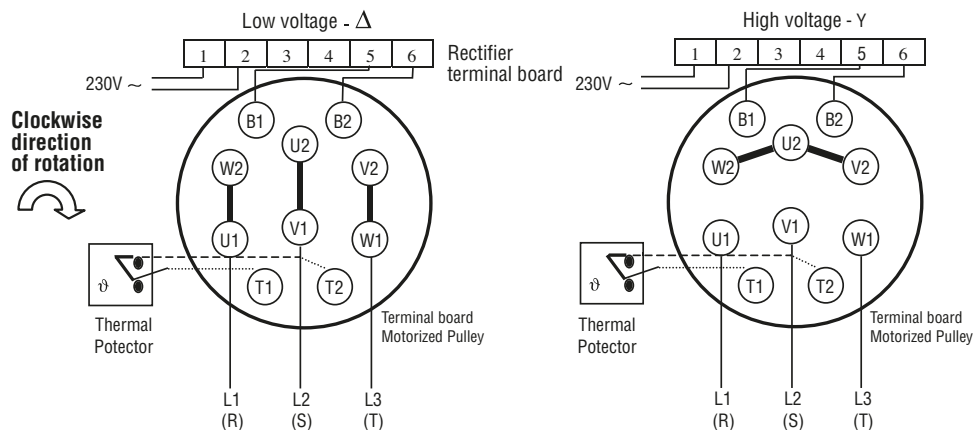 Low voltage - Δ
1 2 3 4 5 6
Rectifier
terminal board
230V ~
Clockwise
direction
of rotation
B1 B2
U2
W2 V2
V1
U1 W1
T1 T2
ϑ
Thermal
Potector
Terminal board
Motorized Pulley
L1 L2 L3
(R) (S) (T)
High voltage - Y
1 2 3 4 5 6
230V ~
B1 B2
U2
W2 V2
V1
U1 W1
T1 T2
ϑ
Thermal
Potector
Terminal board
Motorized Pulley
L1 L2 L3
(R) (S) (T)